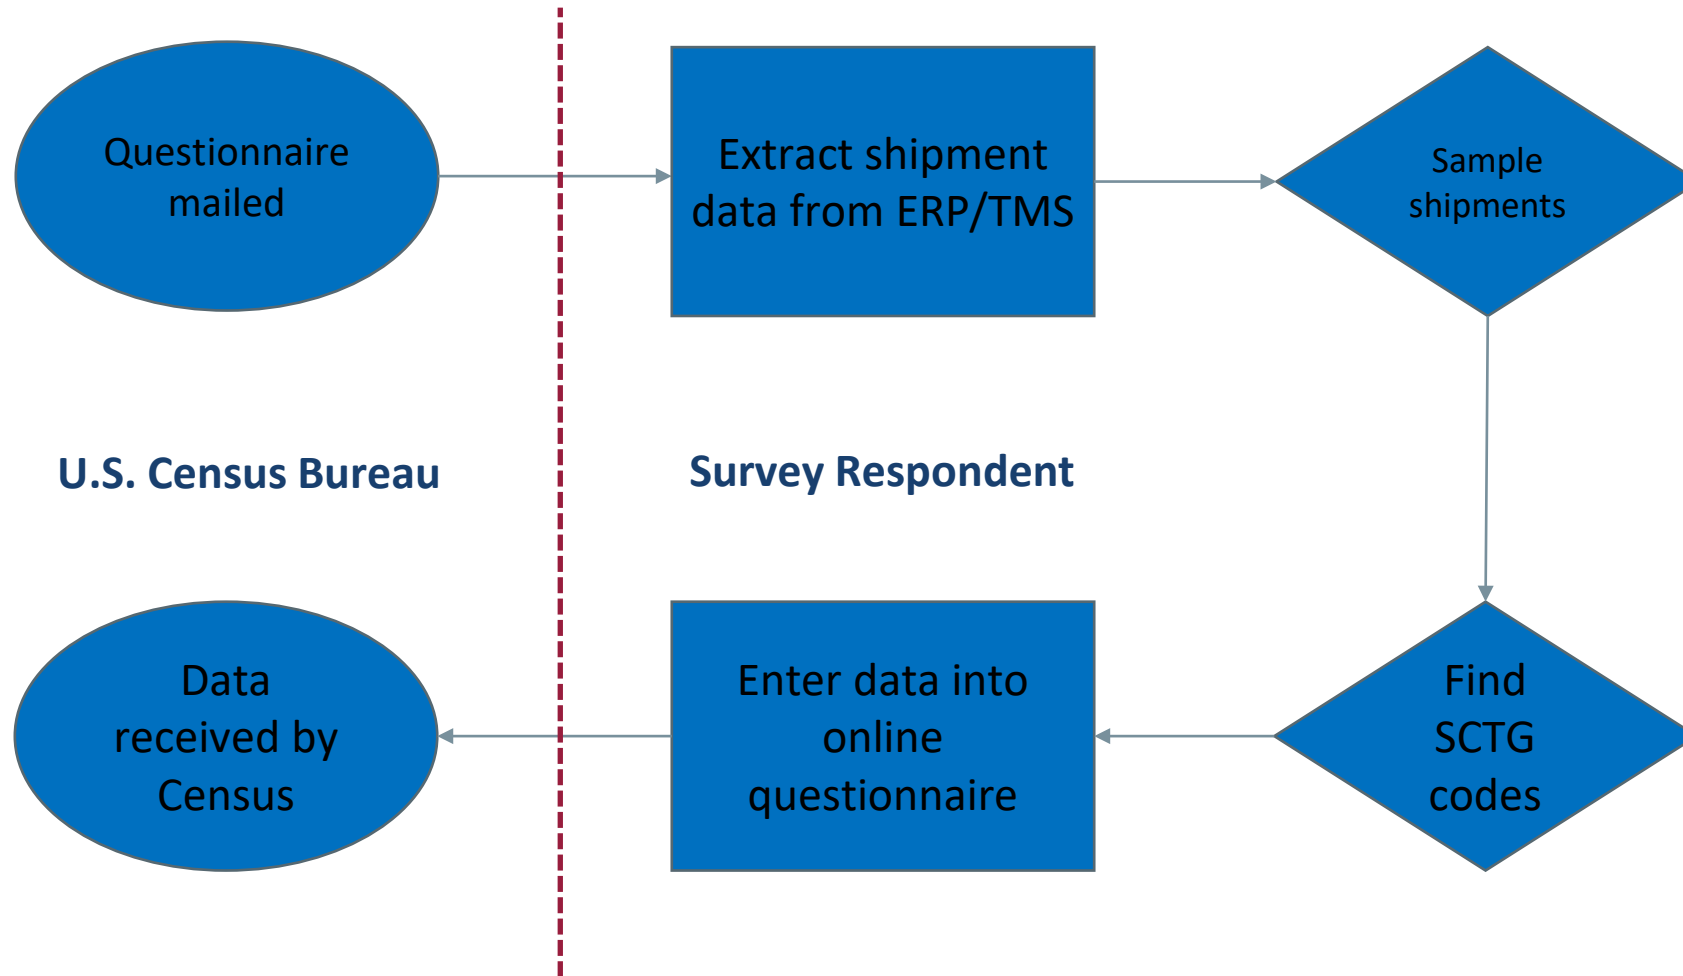 Questionnaire
mailed
Extract shipment
data from ERP/TMS
Sample
shipments
U.S. Census Bureau
Survey Respondent
Data
received by
Census
Enter data into
online
questionnaire
Find
SCTG
codes